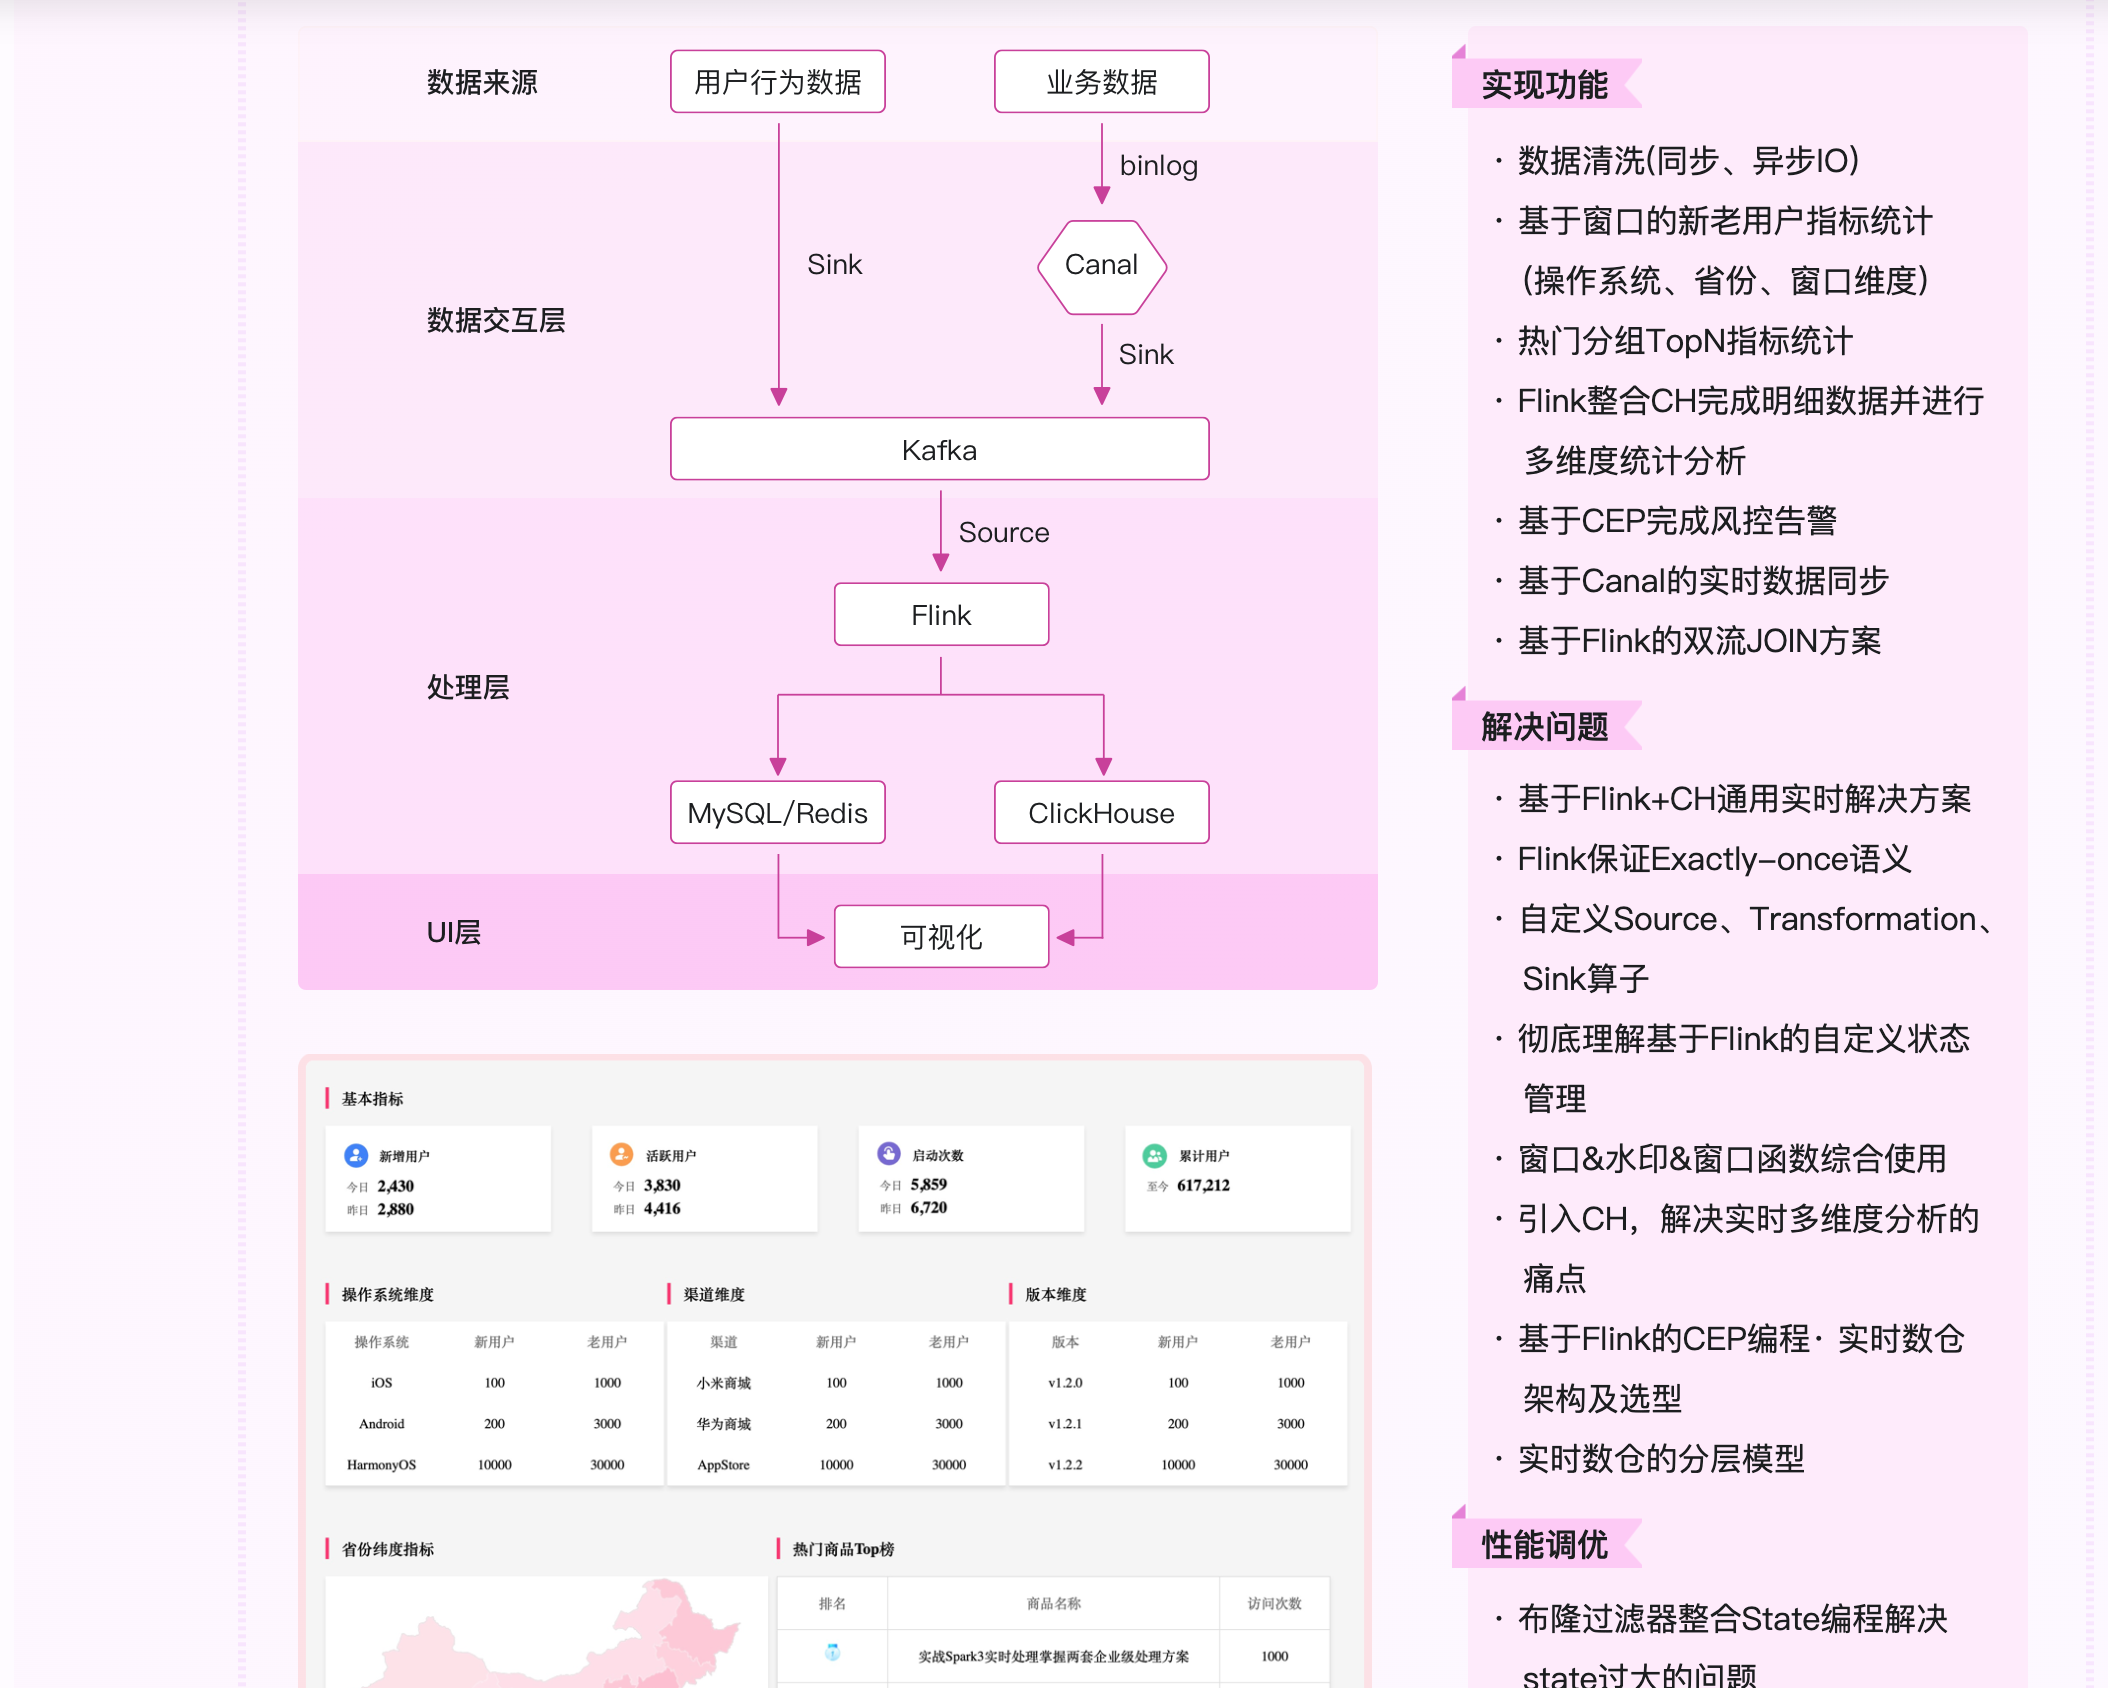 数据来源
用户行为数据
业务数据
binlog
Canal
Sink
数据交互层
Sink
Kafka
Source
Flink
处理层
MySQL/Redis
ClickHouse
UI层
可视化
基本指标
新增用户
今日 2,430
昨日 2,880
活跃用户
今日 3,830
昨日 4,416
启动次数
今日 5,859
昨日 6,720
累计用户
至今 617,212
操作系统维度
操作系统 新用户 老用户
iOS 100 1000
Android 200 3000
HarmonyOS 10000 30000
渠道维度
渠道 新用户 老用户
小米商城 100 1000
华为商城 200 3000
AppStore 10000 30000
版本维度
版本 新用户 老用户
v1.2.0 100 1000
v1.2.1 200 3000
v1.2.2 10000 30000
省份纬度指标
热门商品Top榜
排名 商品名称 访问次数
实战Spark3实时处理掌握两套企业级处理方案 1000
实现功能
· 数据清洗(同步、异步IO)
· 基于窗口的新老用户指标统计
(操作系统、省份、窗口维度)
· 热门分组TopN指标统计
· Flink整合CH完成明细数据并进行
多维度统计分析
· 基于CEP完成风控告警
· 基于Canal的实时数据同步
· 基于Flink的双流JOIN方案
解决问题
· 基于Flink+CH通用实时解决方案
· Flink保证Exactly-once语义
· 自定义Source、Transformation、
Sink算子
· 彻底理解基于Flink的自定义状态
管理
· 窗口&水印&窗口函数综合使用
· 引入CH，解决实时多维度分析的
痛点
· 基于Flink的CEP编程· 实时数仓
架构及选型
· 实时数仓的分层模型
性能调优
· 布隆过滤器整合State编程解决
state过大的问题